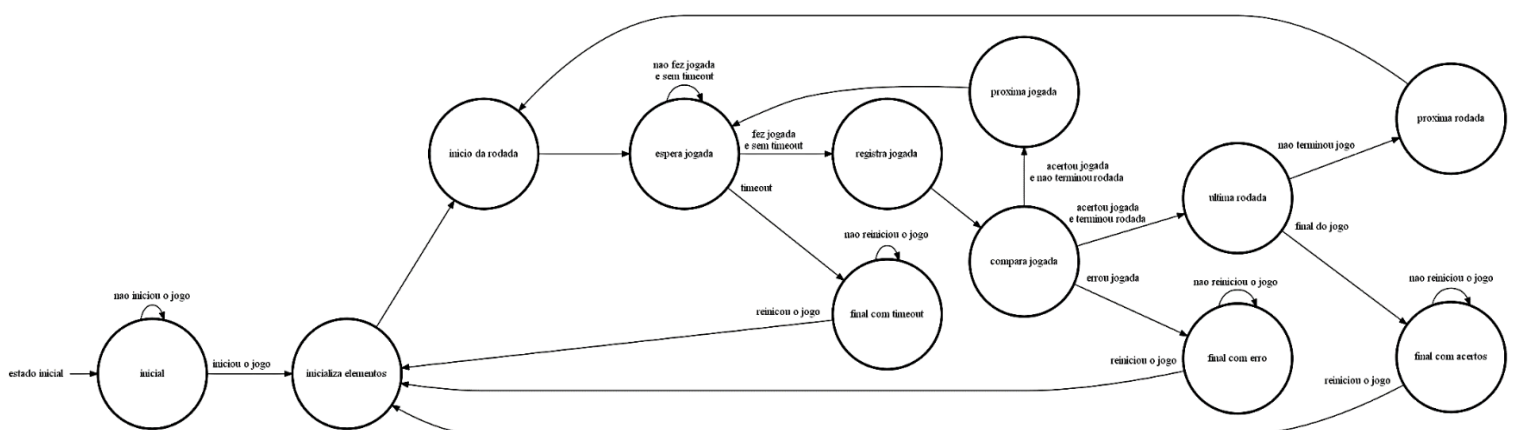 nao fez jogada
e sem timeout
proxima jogada
proxima rodada
inicio da rodada
espera jogada
fez jogada
e sem timeout
registra jogada
nao terminou jogo
acertou jogada
e nao terminou rodada
timeout
ultima rodada
acertou jogada
e terminou rodada
final do jogo
nao reiniciou o jogo
compara jogada
errou jogada
nao reiniciou o jogo
nao reiniciou o jogo
nao iniciou o jogo
reinicou o jogo
final com timeout
iniciou o jogo
reiniciou o jogo
final com erro
final com acertos
estado inicial
inicial
inicializa elementos
reiniciou o jogo